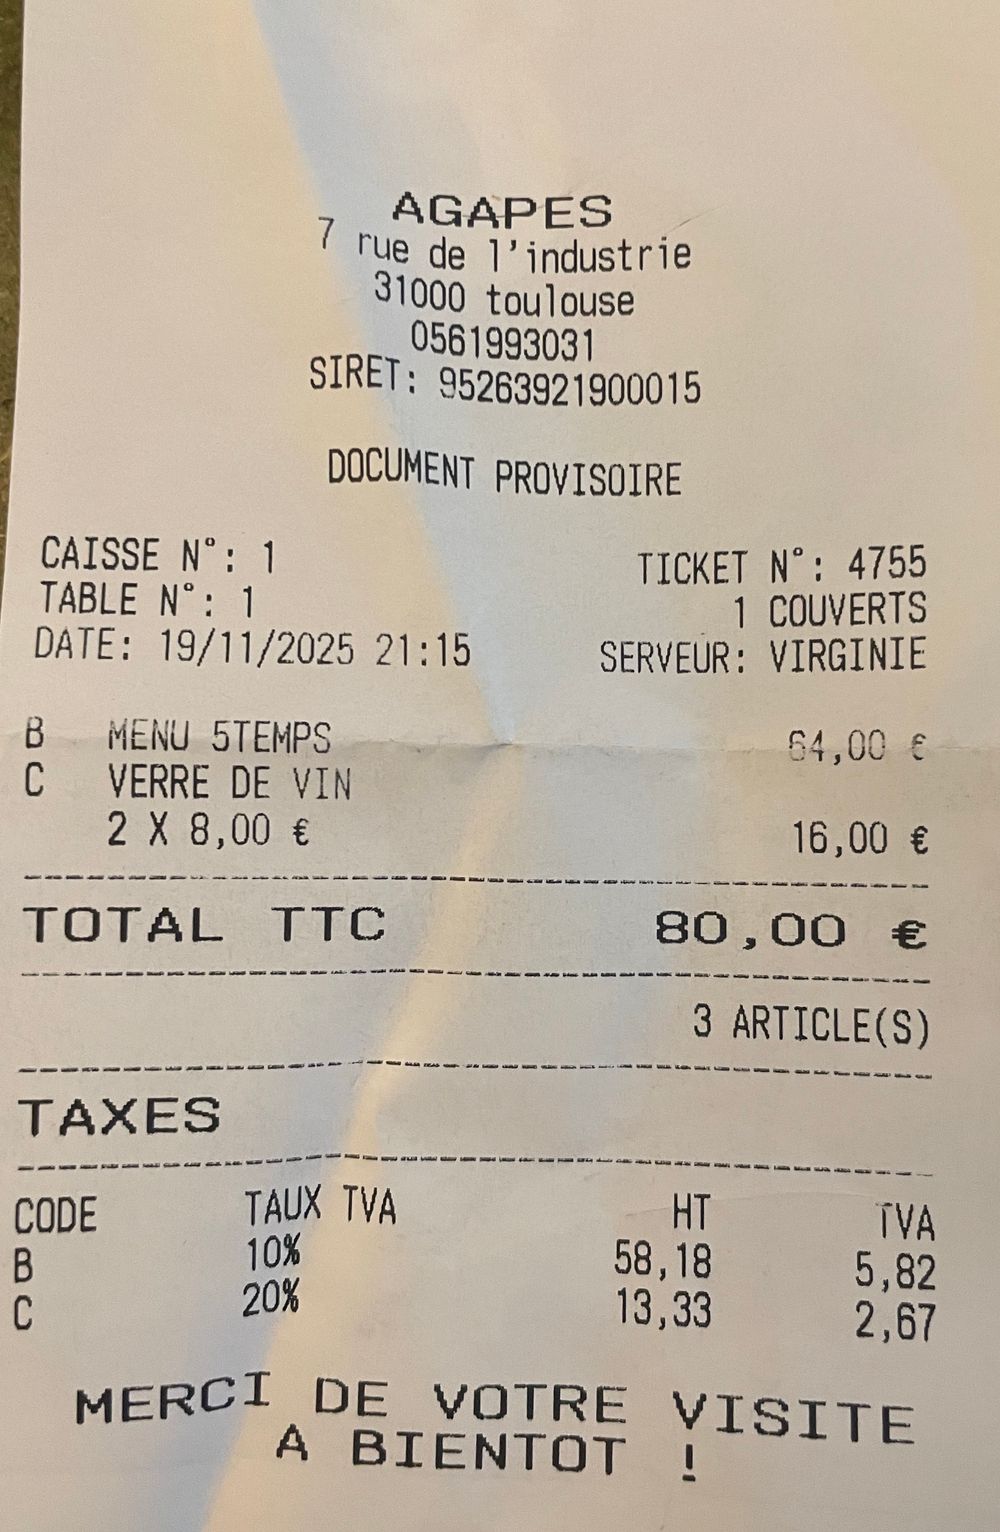 AGAPES
7 rue de l'industrie
31000 toulouse
0561993031
SIRET: 95263921900015
DOCUMENT PROVISOIRE
CAISSE N°: 1 TICKET N°: 4755
TABLE N°: 1 1 COUVERTS
DATE: 19/11/2025 21:15 SERVEUR: VIRGINIE
B MENU 5TEMPS 64,00 €
C VERRE DE VIN
2 X 8,00 € 16,00 €
TOTAL TTC 80,00 €
3 ARTICLE(S)
TAXES
CODE TAUX TVA HT TVA
B 10% 58,18 5,82
C 20% 13,33 2,67
MERCI DE VOTRE VISITE
A BIENTOT !